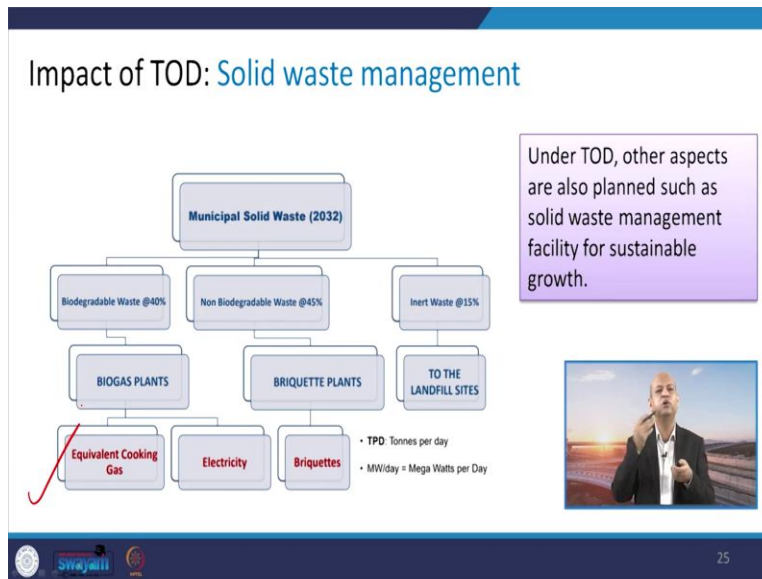 Impact of TOD: Solid waste management
Municipal Solid Waste (2032)
Biodegradable Waste @40%
Non Biodegradable Waste @45%
Inert Waste @15%
BIOGAS PLANTS
BRIQUETTE PLANTS
TO THE
LANDFILL SITES
Equivalent Cooking
Gas
Electricity
Briquettes
• TPD: Tonnes per day
• MW/day = Mega Watts per Day
Under TOD, other aspects
are also planned such as
solid waste management
facility for sustainable
growth.
swayam
25